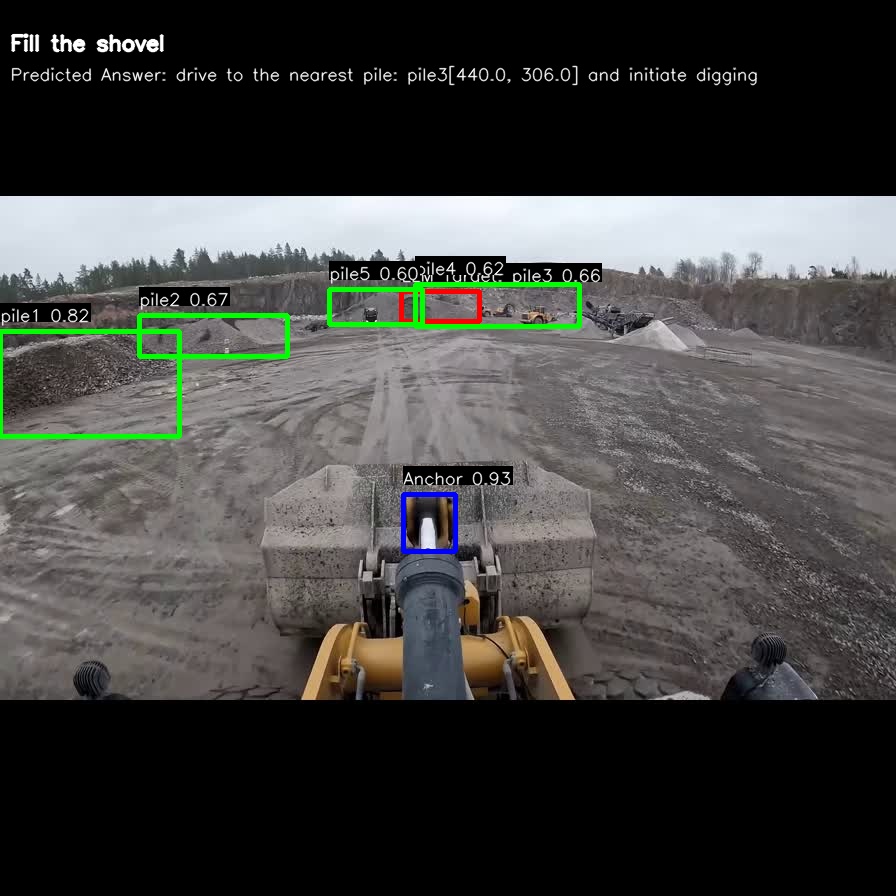 Fill the shovel
Predicted Answer: drive to the nearest pile: pile3[440.0, 306.0] and initiate digging
pile5 0.60
pile4 0.62
pile3 0.66
pile2 0.67
pile1 0.82
Anchor 0.93